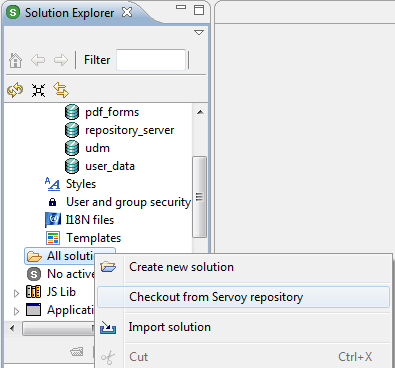 Solution Explorer
Filter
pdf_forms
repository_server
udm
user_data
Styles
User and group security
I18N files
Templates
All solu
No active
JS Lib
Applicati
Create new solution
Checkout from Servoy repository
Import solution
Cut Ctrl+X